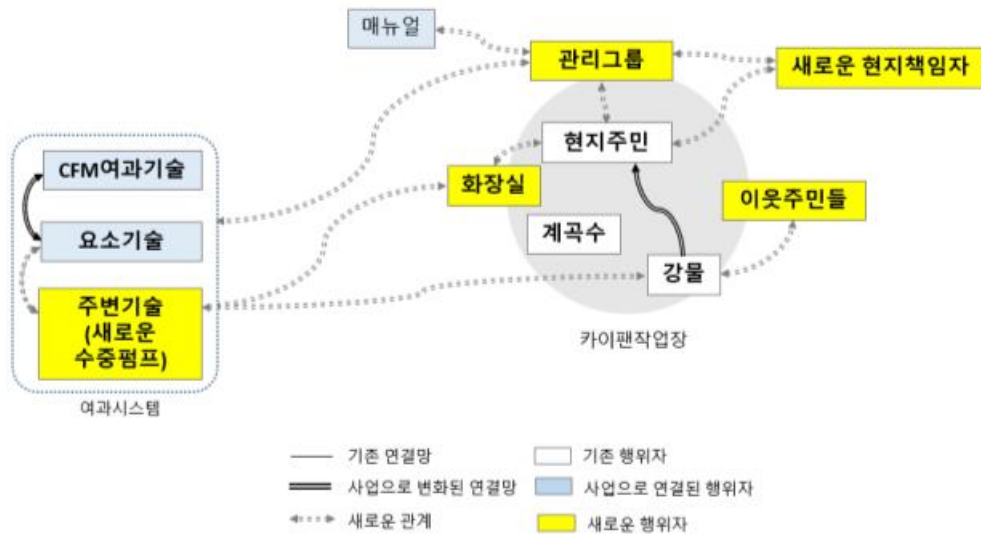 매뉴얼
관리그룹
새로운 현지책임자
현지주민
CFM여과기술
화장실
이웃주민들
요소기술
계곡수
강물
주변기술
(새로운
수중펌프)
카이팬작업장
여과시스템
기존 연결망
기존 행위자
사업으로 변화된 연결망
사업으로 연결된 행위자
새로운 관계
새로운 행위자